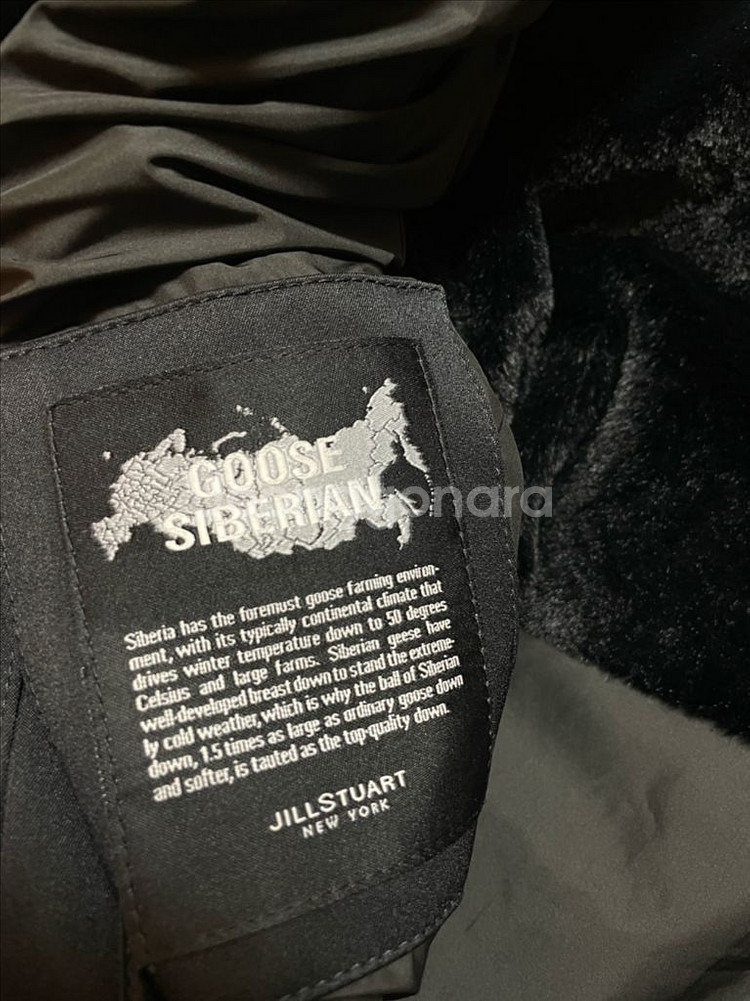 GOOSE
SIBERIAN
onara
Siberia has the foremust goose farming environ-
ment, with its typically continental climate that
drives winter temperature down to 50 degrees
Celsius and large farms. Siberian geese have
well-developed breast down to stand the extreme-
ly cold weather, which is why the ball of Siberian
down, 1.5 times as large as ordinary goose down
and softer, is tauted as the top-quality down.
JILLSTUART
NEW YORK